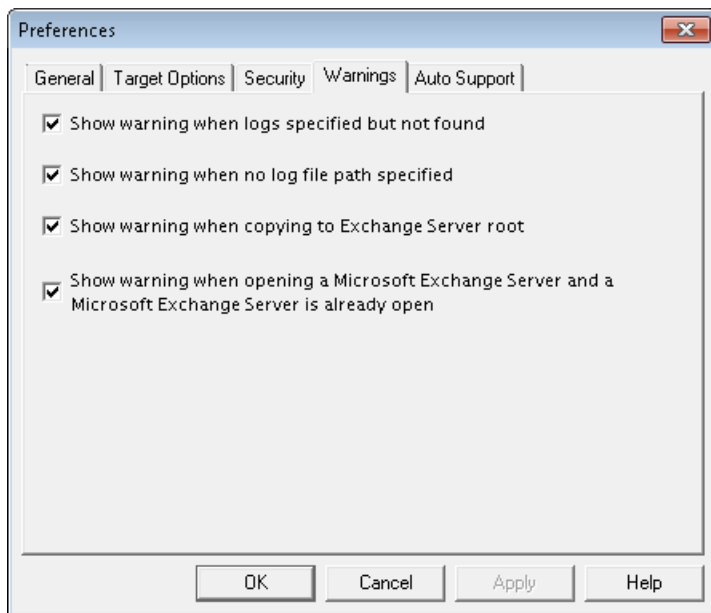 Preferences
General Target Options Security Warnings Auto Support
Show warning when logs specified but not found
Show warning when no log file path specified
Show warning when copying to Exchange Server root
Show warning when opening a Microsoft Exchange Server and a
Microsoft Exchange Server is already open
OK Cancel Apply Help